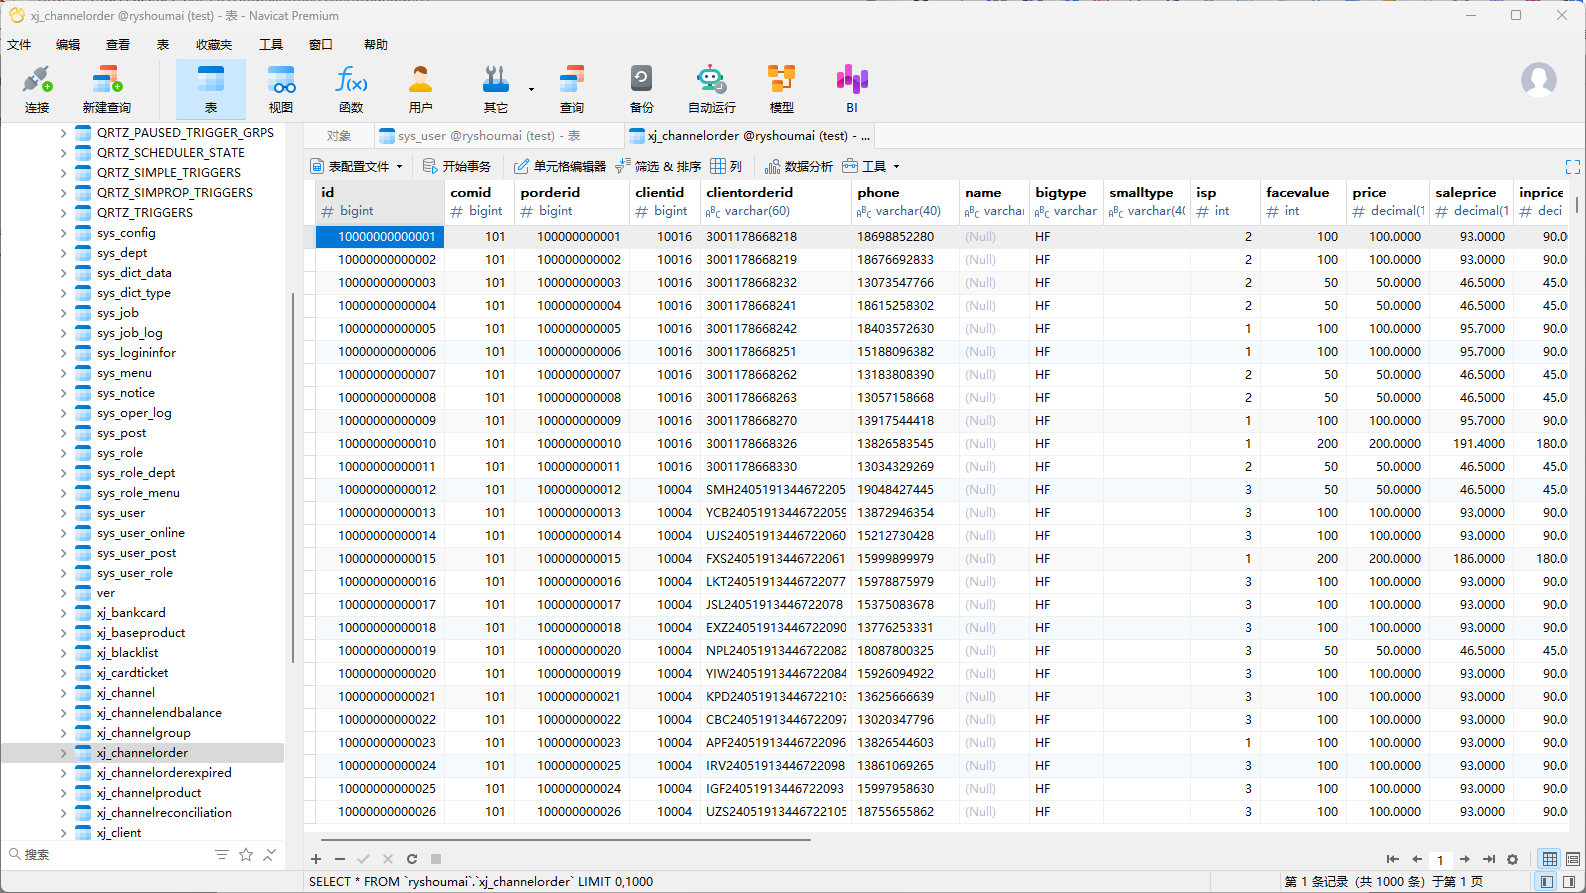 xj_channelorder @ryshoumai (test) - 表 - Navicat Premium
文件 编辑 查看 表 收藏夹 工具 窗口 帮助
连接 新建查询 表 视图 函数 用户 其它 查询 备份 自动运行 模型 BI
QRTZ_PAUSED_TRIGGER_GRPS
QRTZ_SCHEDULER_STATE
QRTZ_SIMPLE_TRIGGERS
QRTZ_SIMPROP_TRIGGERS
QRTZ_TRIGGERS
sys_config
sys_dept
sys_dict_data
sys_dict_type
sys_job
sys_job_log
sys_logininfor
sys_menu
sys_notice
sys_oper_log
sys_post
sys_role
sys_role_dept
sys_role_menu
sys_user
sys_user_online
sys_user_post
sys_user_role
ver
xj_bankcard
xj_baseproduct
xj_blacklist
xj_cardticket
xj_channel
xj_channelendbalance
xj_channelgroup
xj_channelorder
xj_channelorderexpired
xj_channelproduct
xj_channelreconciliation
xj_client
搜索
对象 sys_user @ryshoumai (test) - 表 xj_channelorder @ryshoumai (test) - ...
表配置文件 开始事务 单元格编辑器 筛选 & 排序 列 数据分析 工具
id comid porderid clientid clientorderid phone name bigtype smalltype isp facevalue price saleprice inprice
# bigint # bigint # bigint # bigint ABC varchar(60) ABC varchar(40) ABC varcha ABC varchar ABC varchar(4 # int # int # decimal(1 # decimal(1 # deci
10000000000001 101 100000000001 10016 3001178668218 18698852280 (Null) HF 2 100 100.0000 93.0000 90.0
10000000000002 101 100000000002 10016 3001178668219 18676692833 (Null) HF 2 100 100.0000 93.0000 90.0
10000000000003 101 100000000003 10016 3001178668232 13073547766 (Null) HF 2 50 50.0000 46.5000 45.0
10000000000004 101 100000000004 10016 3001178668241 18615258302 (Null) HF 2 50 50.0000 46.5000 45.0
10000000000005 101 100000000005 10016 3001178668242 18403572630 (Null) HF 1 100 100.0000 95.7000 90.0
10000000000006 101 100000000006 10016 3001178668251 15188096382 (Null) HF 1 100 100.0000 95.7000 90.0
10000000000007 101 100000000007 10016 3001178668262 13183808390 (Null) HF 2 50 50.0000 46.5000 45.0
10000000000008 101 100000000008 10016 3001178668263 13057158668 (Null) HF 2 50 50.0000 46.5000 45.0
10000000000009 101 100000000009 10016 3001178668270 13917544418 (Null) HF 1 100 100.0000 95.7000 90.0
10000000000010 101 100000000010 10016 3001178668326 13826583545 (Null) HF 1 200 200.0000 191.4000 180.0
10000000000011 101 100000000011 10016 3001178668330 13034329269 (Null) HF 2 50 50.0000 46.5000 45.0
10000000000012 101 100000000012 10004 SMH2405191344672205 19048427445 (Null) HF 3 50 50.0000 46.5000 45.0
10000000000013 101 100000000013 10004 YCB24051913446722059 13872946354 (Null) HF 3 100 100.0000 93.0000 90.0
10000000000014 101 100000000014 10004 UJS24051913446722060 15212730428 (Null) HF 3 100 100.0000 93.0000 90.0
10000000000015 101 100000000015 10004 FXS24051913446722061 15999899979 (Null) HF 1 200 200.0000 186.0000 180.0
10000000000016 101 100000000016 10004 LKT24051913446722077 15978875979 (Null) HF 3 100 100.0000 93.0000 90.0
10000000000017 101 100000000017 10004 JSL24051913446722078 15375083678 (Null) HF 3 100 100.0000 93.0000 90.0
10000000000018 101 100000000018 10004 EXZ24051913446722090 13776253331 (Null) HF 3 100 100.0000 93.0000 90.0
10000000000019 101 100000000020 10004 NPL24051913446722082 18087800325 (Null) HF 3 50 50.0000 46.5000 45.0
10000000000020 101 100000000019 10004 YIW24051913446722084 15926094922 (Null) HF 3 100 100.0000 93.0000 90.0
10000000000021 101 100000000021 10004 KPD24051913446722103 13625666639 (Null) HF 3 100 100.0000 93.0000 90.0
10000000000022 101 100000000022 10004 CBC24051913446722097 13020347796 (Null) HF 3 100 100.0000 93.0000 90.0
10000000000023 101 100000000023 10004 APF24051913446722096 13826544603 (Null) HF 1 100 100.0000 93.0000 90.0
10000000000024 101 100000000025 10004 IRV24051913446722098 13861069265 (Null) HF 3 100 100.0000 93.0000 90.0
10000000000025 101 100000000024 10004 IGF24051913446722093 15997958630 (Null) HF 3 100 100.0000 93.0000 90.0
10000000000026 101 100000000026 10004 UZS24051913446722105 18755655862 (Null) HF 3 100 100.0000 93.0000 90.0
1
SELECT * FROM `ryshoumai`.`xj_channelorder` LIMIT 0,1000
第 1 条记录 (共 1000 条) 于第 1 页